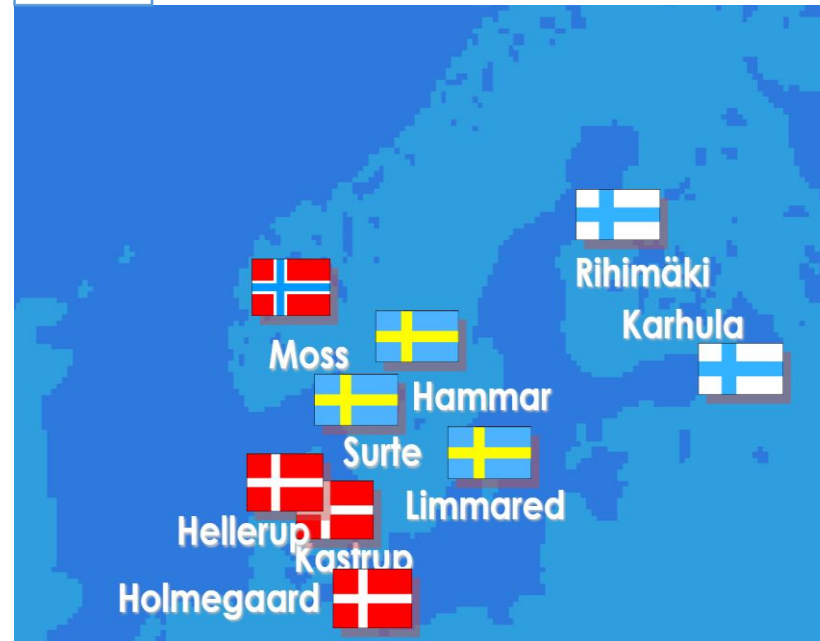 Rihimäki
Karhula
Moss
Hammar
Surte
Limmared
Hellerup
Kastrup
Holmegaard